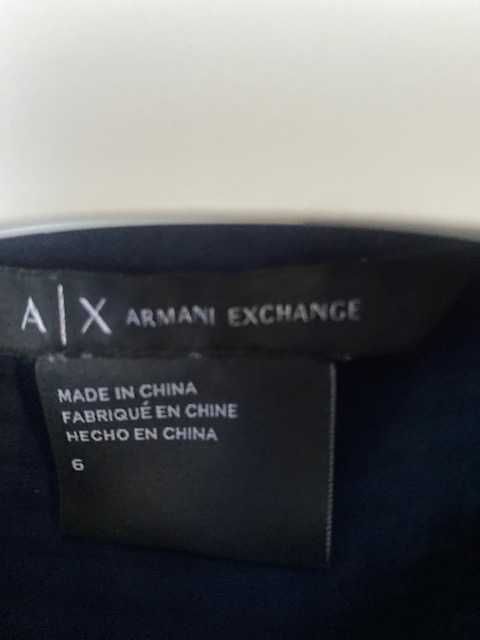 A|X ARMANI EXCHANGE
MADE IN CHINA
FABRIQUÉ EN CHINE
HECHO EN CHINA
6